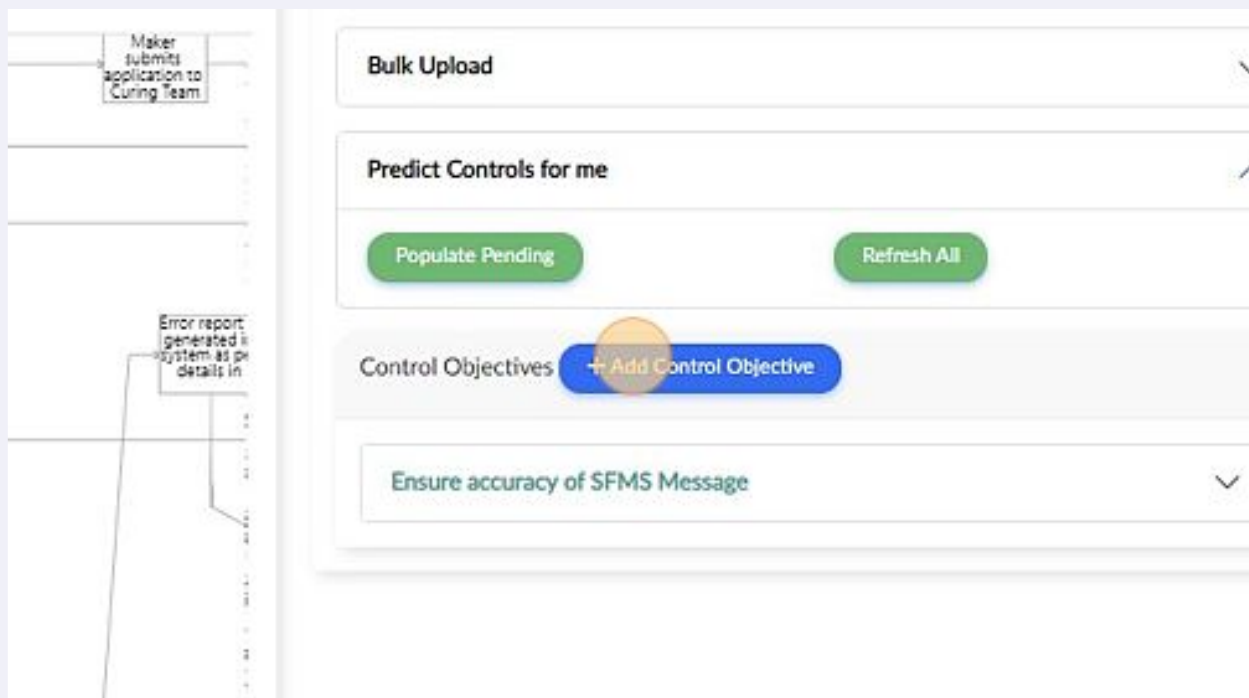 Maker
submits
application to
Curing Team
Bulk Upload
Predict Controls for me
Populate Pending
Refresh All
Error report
generated
system as
details in
Control Objectives
+ Add Control Objective
Ensure accuracy of SFMS Message